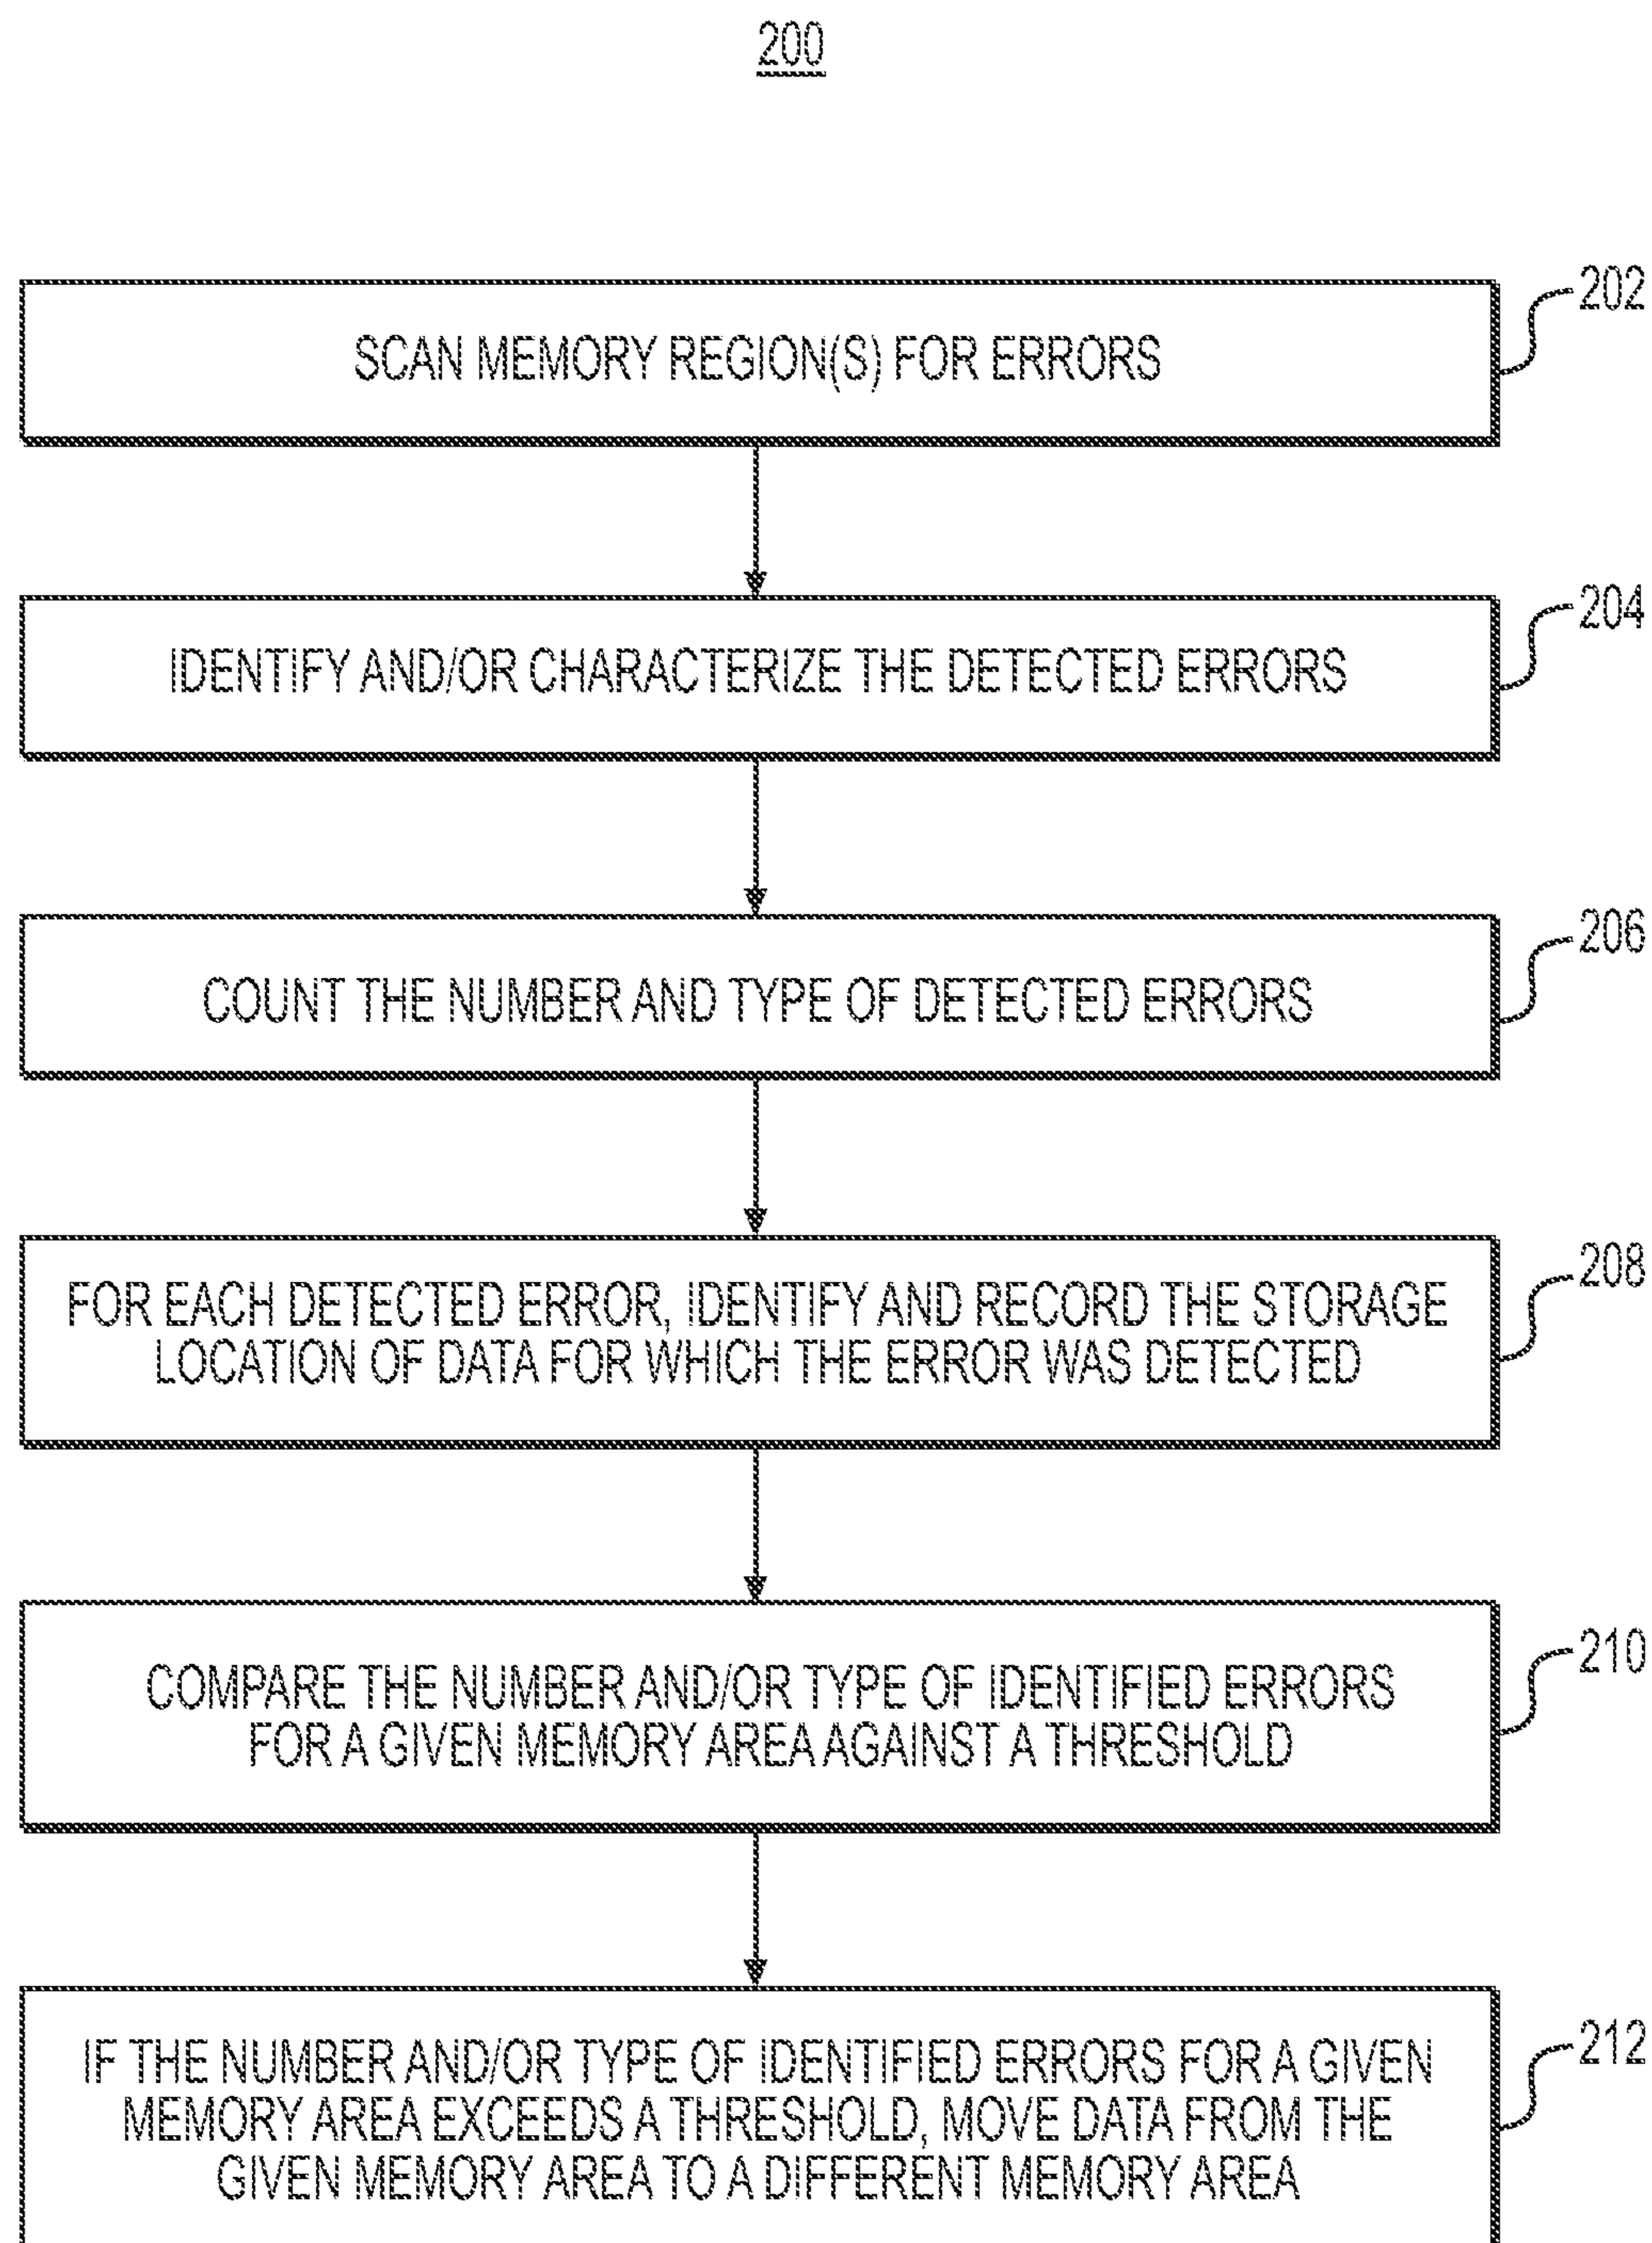 200
SCAN MEMORY REGION(S) FOR ERRORS
202
IDENTIFY AND/OR CHARACTERIZE THE DETECTED ERRORS
204
COUNT THE NUMBER AND TYPE OF DETECTED ERRORS
206
FOR EACH DETECTED ERROR, IDENTIFY AND RECORD THE STORAGE
LOCATION OF DATA FOR WHICH THE ERROR WAS DETECTED
208
COMPARE THE NUMBER AND/OR TYPE OF IDENTIFIED ERRORS
FOR A GIVEN MEMORY AREA AGAINST A THRESHOLD
210
IF THE NUMBER AND/OR TYPE OF IDENTIFIED ERRORS FOR A GIVEN
MEMORY AREA EXCEEDS A THRESHOLD, MOVE DATA FROM THE
GIVEN MEMORY AREA TO A DIFFERENT MEMORY AREA
212